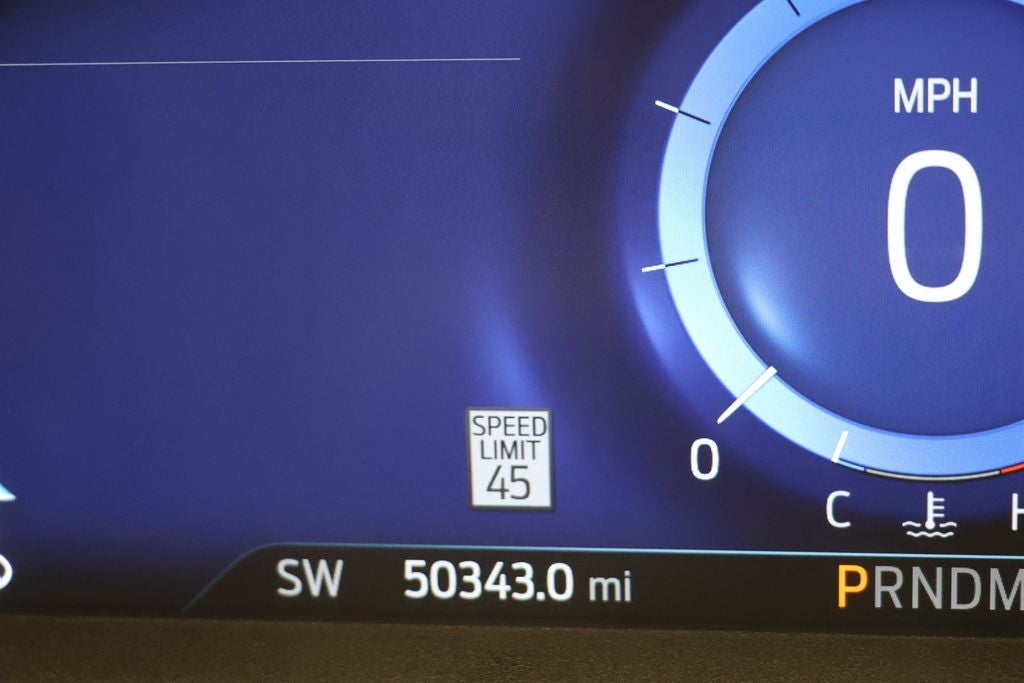 MPH
0
SPEED
LIMIT
45
0
C
H
SW 50343.0 mi
PRNDM